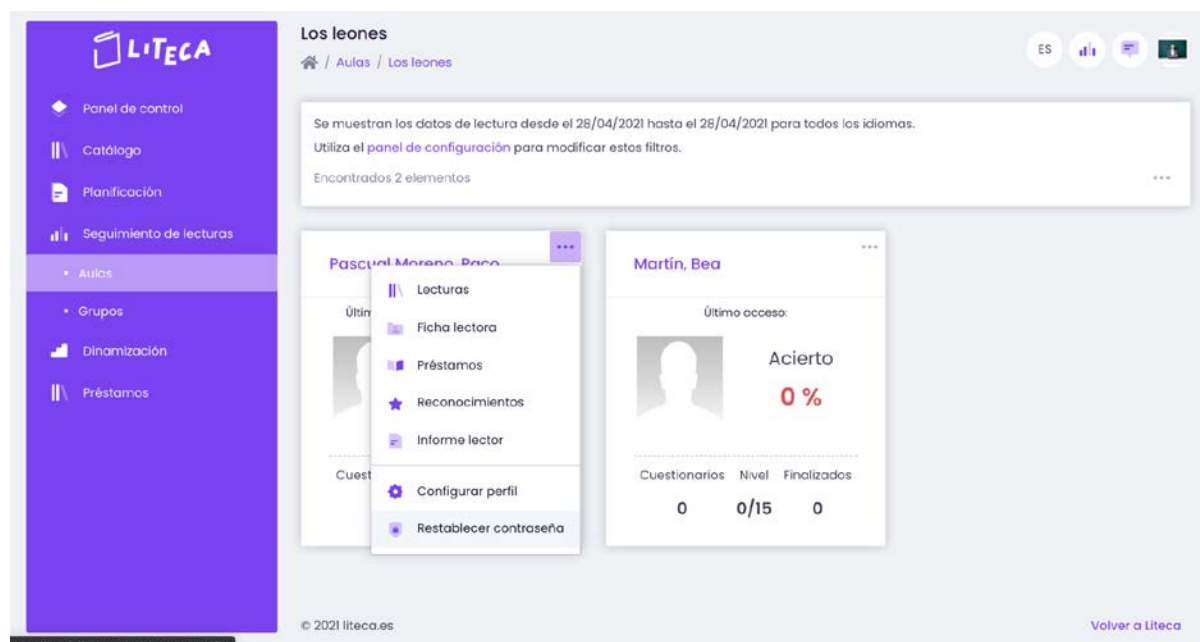 LITECA
Panel de control
Catálogo
Planificación
Seguimiento de lecturas
Aulas
Grupos
Dinamización
Préstamos
Los leones
/ Aulas / Los leones
ES
Se muestran los datos de lectura desde el 28/04/2021 hasta el 28/04/2021 para todos los idiomas.
Utiliza el panel de configuración para modificar estos filtros.
Encontrados 2 elementos
Pascual Moreno, Paco
Lecturas
Ficha lectora
Préstamos
Reconocimientos
Informe lector
Configurar perfil
Restablecer contraseña
Martín, Bea
Último acceso:
Acierto
0 %
Cuestionarios Nivel Finalizados
0 0/15 0
© 2021 liteca.es
Volver a Liteca